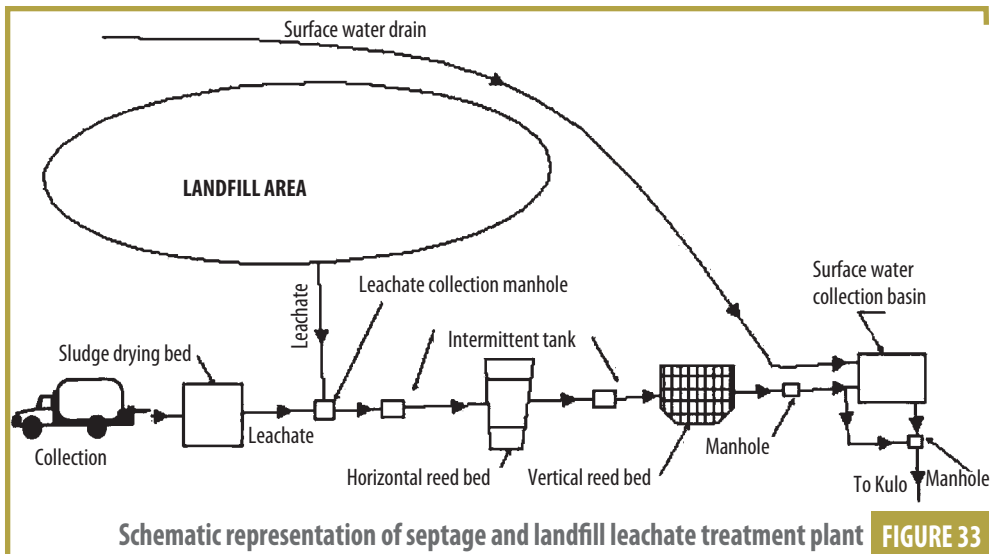 Surface water drain
LANDFILL AREA
Leachate
Leachate collection manhole
Surface water
collection basin
Sludge drying bed
Intermittent tank
Leachate
Manhole
Collection
Horizontal reed bed
Vertical reed bed
To Kulo
Manhole
Schematic representation of septage and landfill leachate treatment plant FIGURE 33